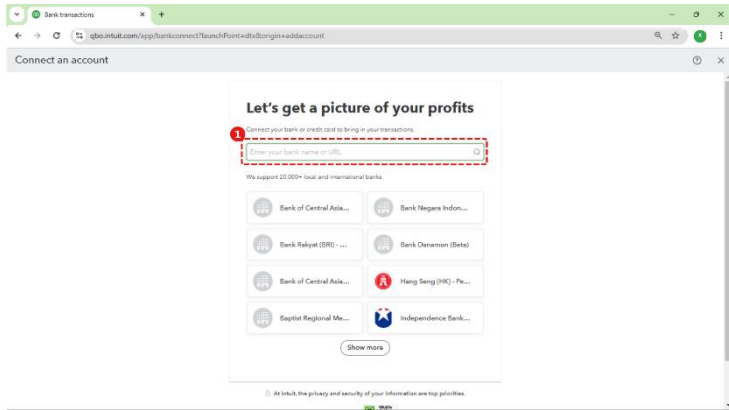 Bank transactions
qbo.intuit.com/app/bankconnect?launchPoint=dtx&origin=addaccount
Connect an account
Let's get a picture of your profits
Connect your bank or credit card to bring in your transactions.
1
Enter your bank name or URL
We support 20,000+ local and international banks.
Bank of Central Asia... Bank Negara Indon...
Bank Rakyat (BRI) - ... Bank Danamon (Beta)
Bank of Central Asia... Hang Seng (HK) - Pe...
Baptist Regional Me... Independence Bank...
Show more
At Intuit, the privacy and security of your information are top priorities.